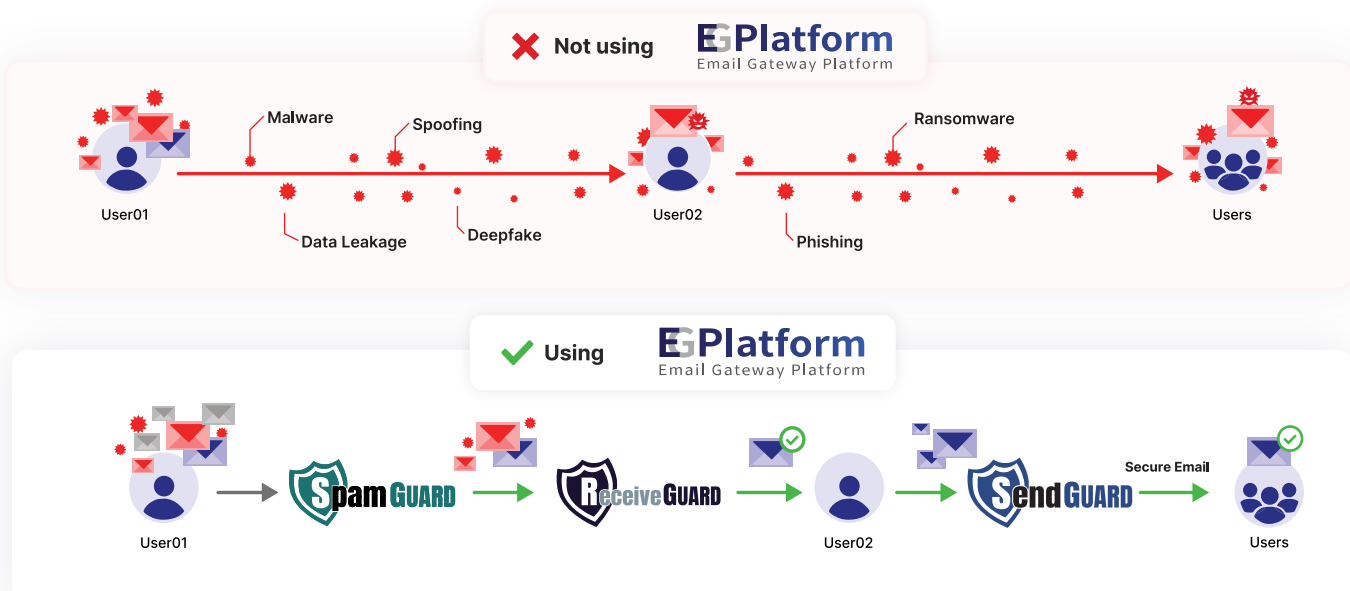 Not using
EGPlatform
Email Gateway Platform
Malware
Spoofing
Ransomware
User01
User02
Users
Data Leakage
Deepfake
Phishing
Using
EGPlatform
Email Gateway Platform
Secure Email
SpamGUARD
ReceiveGUARD
SendGUARD
User01
User02
Users